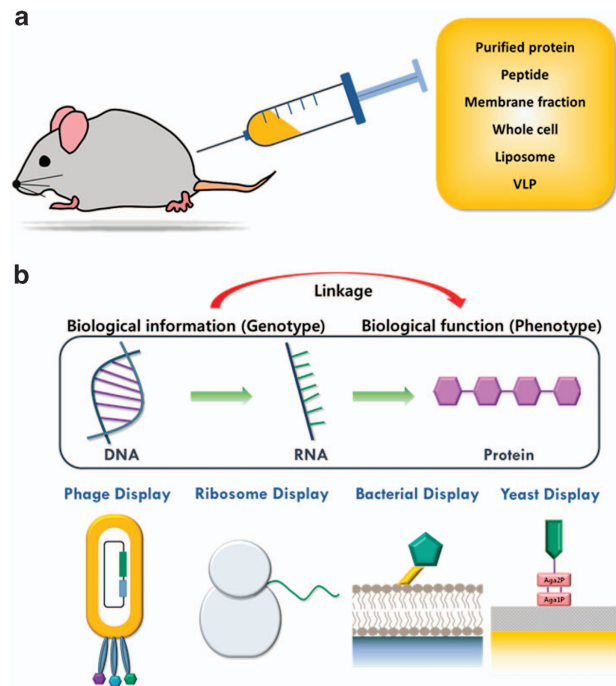 a
Purified protein
Peptide
Membrane fraction
Whole cell
Liposome
VLP
b
Linkage
Biological information (Genotype) Biological function (Phenotype)
DNA RNA Protein
Phage Display Ribosome Display Bacterial Display Yeast Display
Aga2P
Aga1P